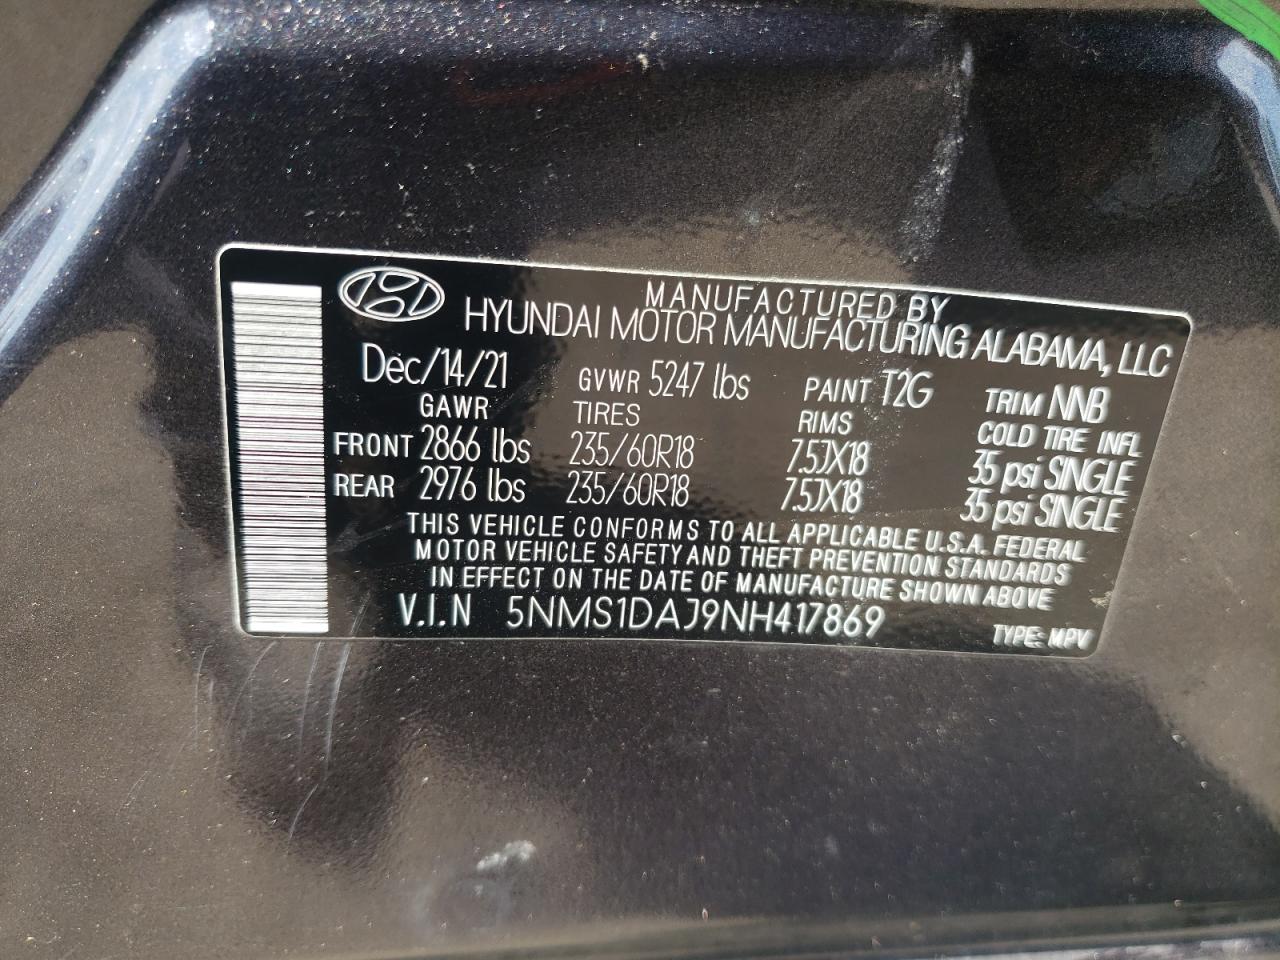 MANUFACTURED BY
HYUNDAI MOTOR MANUFACTURING ALABAMA, LLC
Dec/14/21 GVWR 5247 lbs PAINT T2G TRIM NNB
GAWR TIRES RIMS COLD TIRE INFL
FRONT 2866 lbs 235/60R18 7.5JX18 35 psi SINGLE
REAR 2976 lbs 235/60R18 7.5JX18 35 psi SINGLE
THIS VEHICLE CONFORMS TO ALL APPLICABLE U.S.A. FEDERAL
MOTOR VEHICLE SAFETY AND THEFT PREVENTION STANDARDS
IN EFFECT ON THE DATE OF MANUFACTURE SHOWN ABOVE
V.I.N 5NMS1DAJ9NH417869 TYPE: MPV